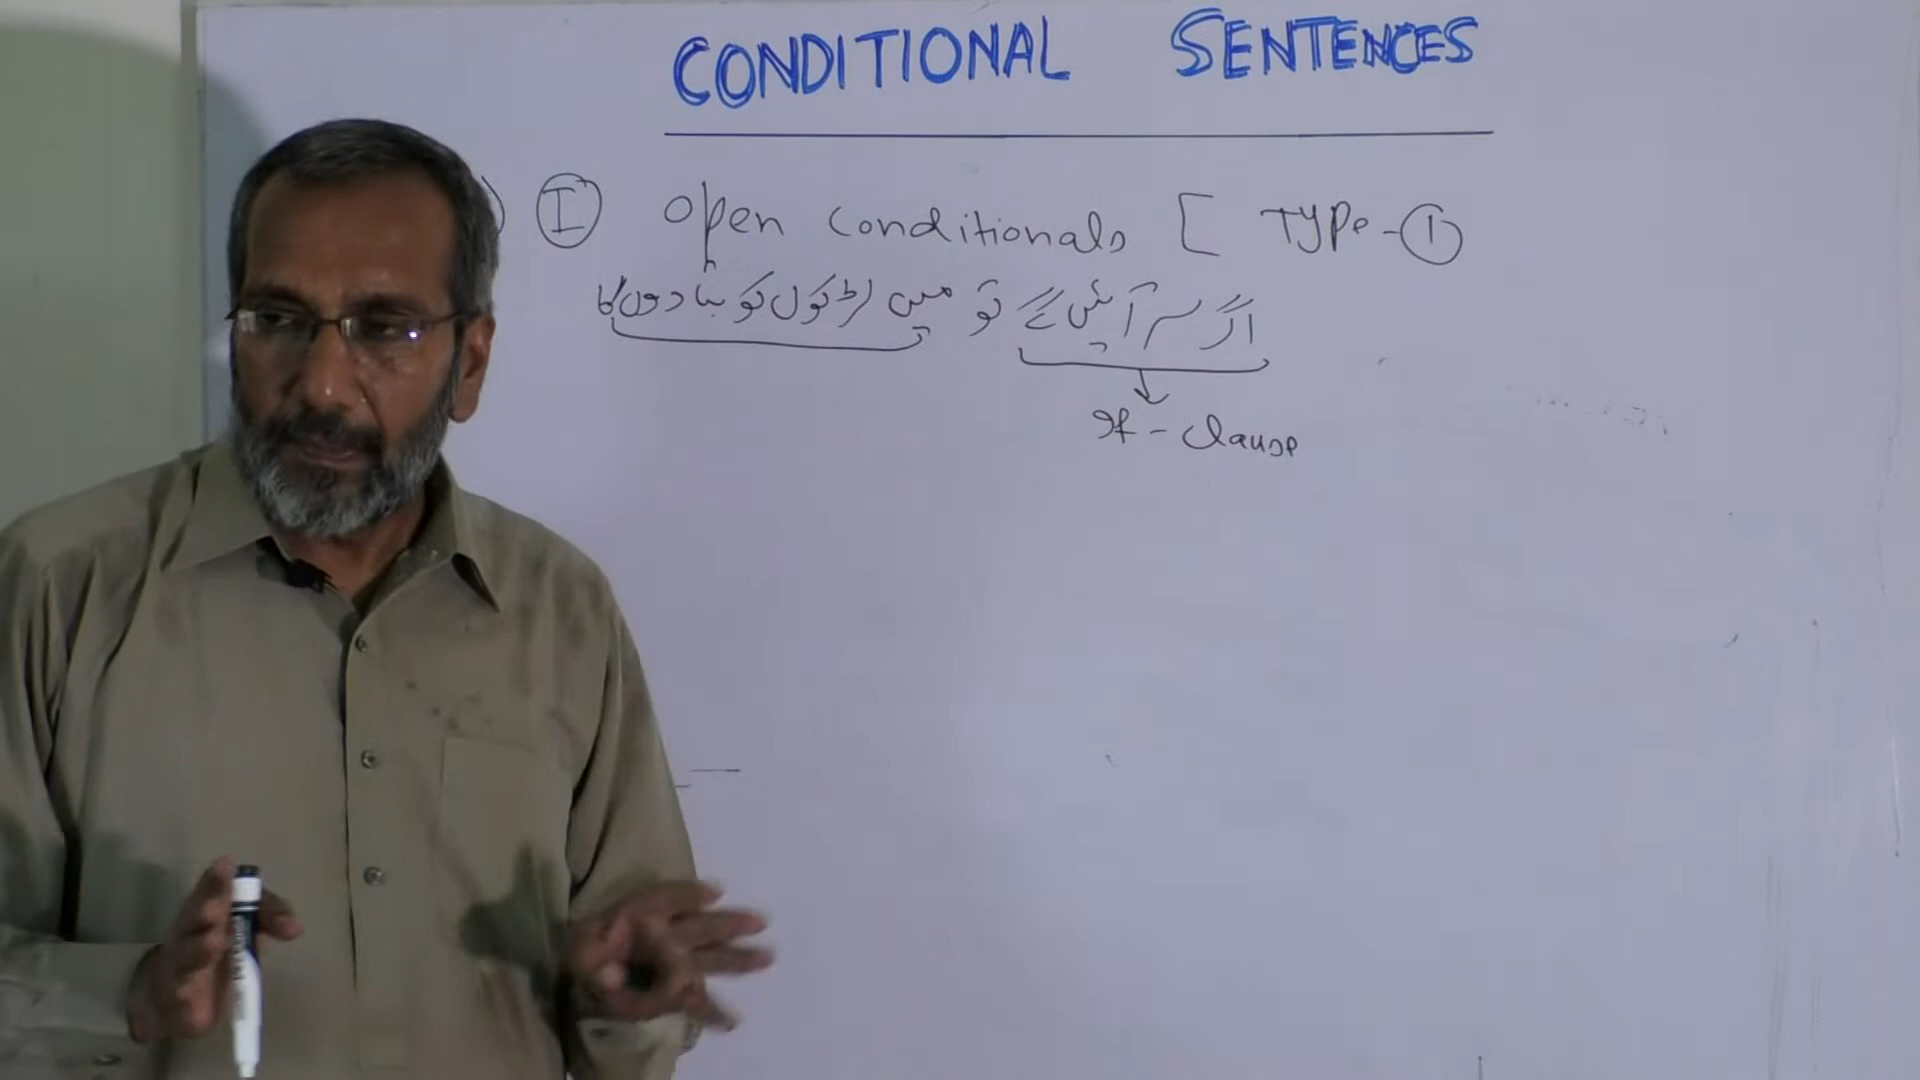 CONDITIONAL SENTENCES
) I open conditionals [ TYPe-1
اگر سر آئیں گے تو میں لڑکوں کو بتا دوں گا
If-Clause